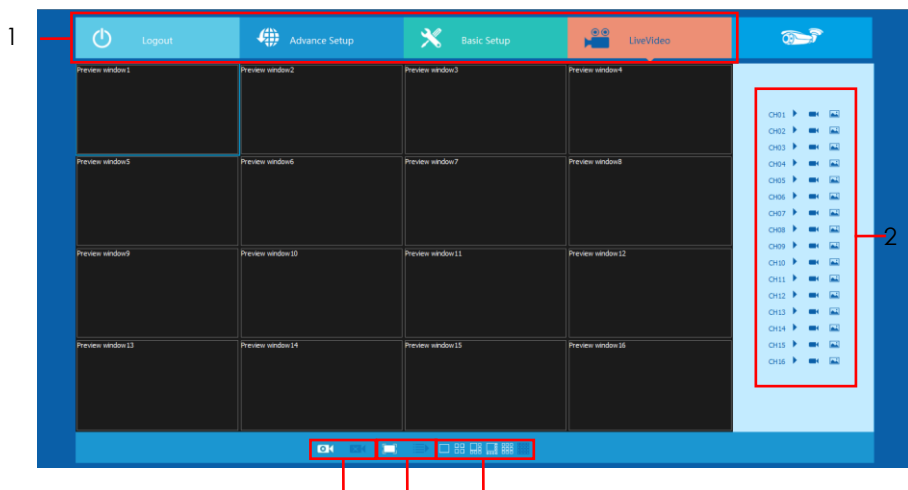 1
Logout
Advance Setup
Basic Setup
LiveVideo
Preview window1
Preview window2
Preview window3
Preview window4
Preview window5
Preview window6
Preview window7
Preview window8
Preview window9
Preview window10
Preview window11
Preview window12
Preview window13
Preview window14
Preview window15
Preview window16
CH01
CH02
CH03
CH04
CH05
CH06
CH07
CH08
CH09
CH10
CH11
CH12
CH13
CH14
CH15
CH16
2